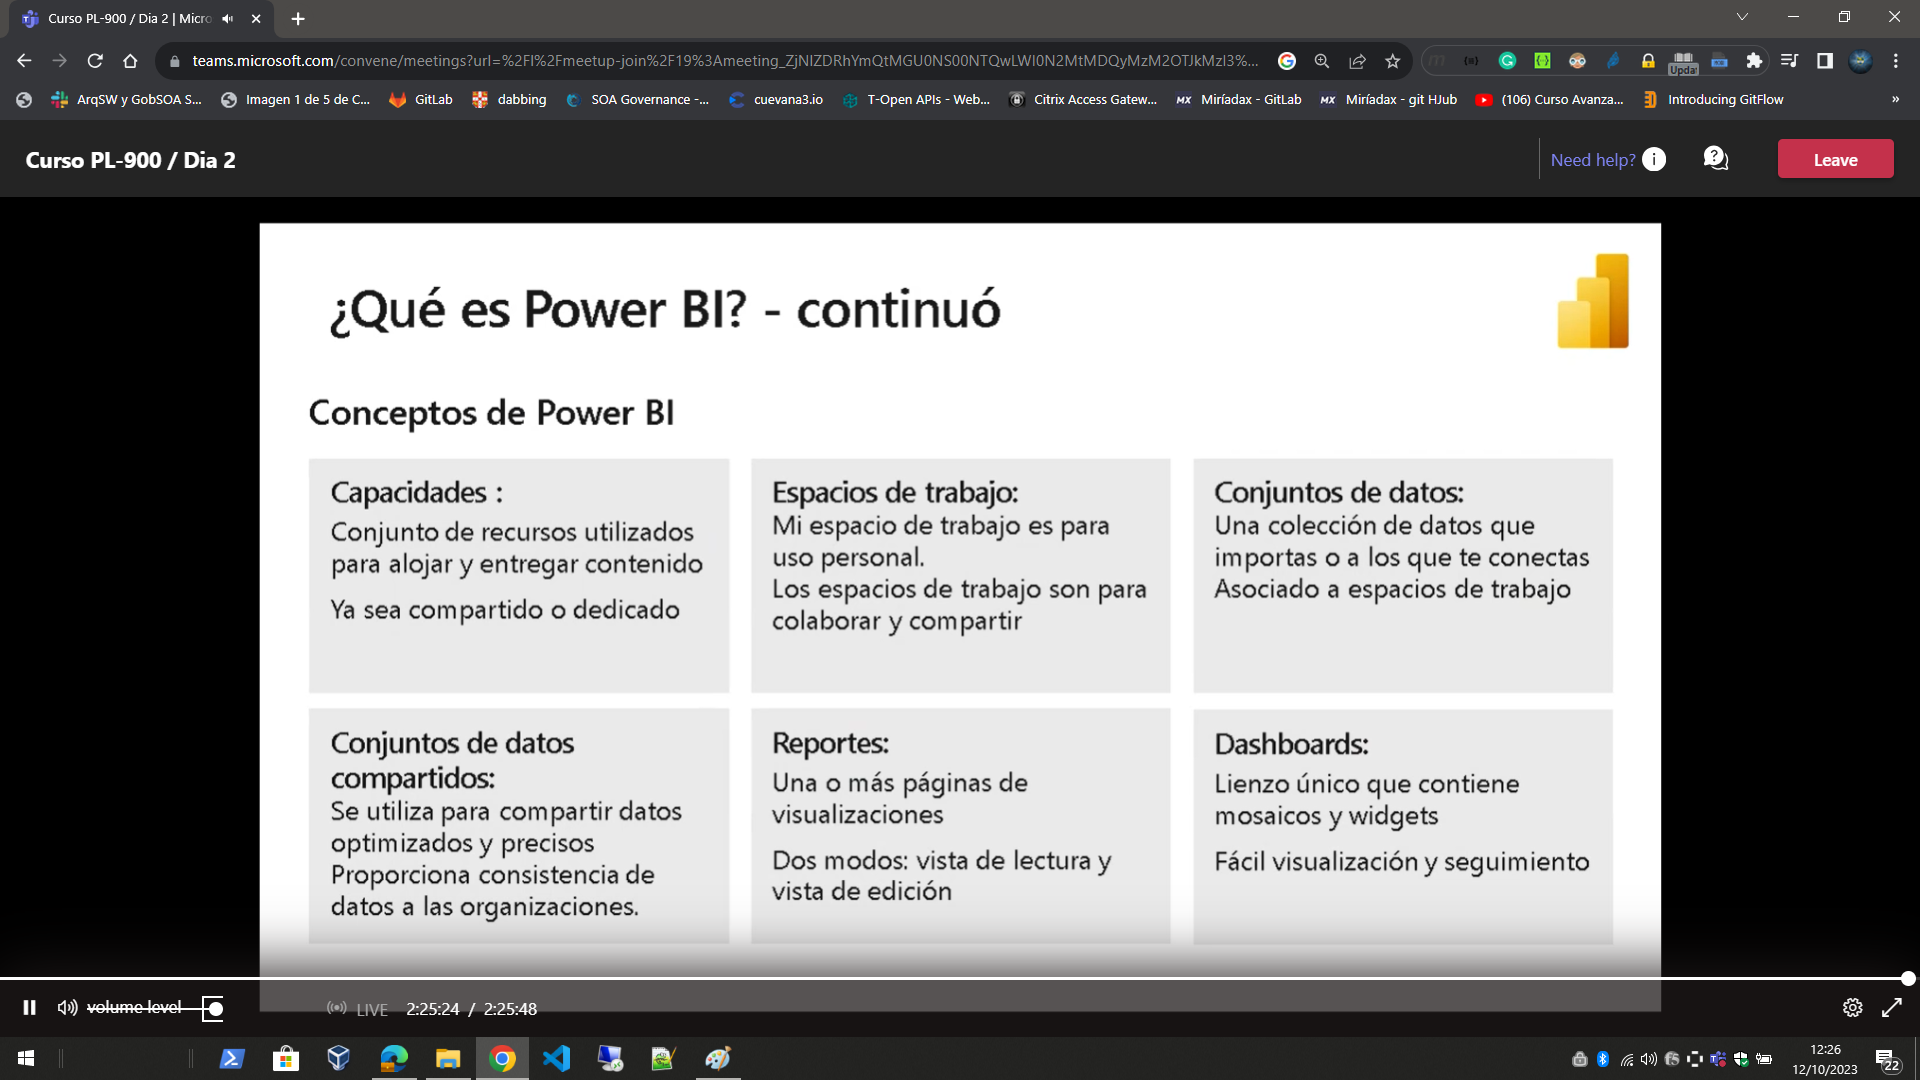 Curso PL-900 / Dia 2 | Micro
teams.microsoft.com/convene/meetings?url=%2Fl%2Fmeetup-join%2F19%3Ameeting_ZjNlZDRhYmQtMGU0NS00NTQwLWI0N2MtMDQyMzM2OTJkMzI3%...
Upda
ArqSW y GobSOA S...
Imagen 1 de 5 de C...
GitLab
dabbing
SOA Governance -...
cuevana3.io
T-Open APIs - Web...
Citrix Access Gatew...
Miríadax - GitLab
Miríadax - git HJub
(106) Curso Avanza...
Introducing GitFlow
»
Curso PL-900 / Dia 2
Need help?
Leave
¿Qué es Power BI? - continuó
Conceptos de Power BI
Capacidades :
Conjunto de recursos utilizados
para alojar y entregar contenido
Ya sea compartido o dedicado
Espacios de trabajo:
Mi espacio de trabajo es para
uso personal.
Los espacios de trabajo son para
colaborar y compartir
Conjuntos de datos:
Una colección de datos que
importas o a los que te conectas
Asociado a espacios de trabajo
Conjuntos de datos
compartidos:
Se utiliza para compartir datos
optimizados y precisos
Proporciona consistencia de
datos a las organizaciones.
Reportes:
Una o más páginas de
visualizaciones
Dos modos: vista de lectura y
vista de edición
Dashboards:
Lienzo único que contiene
mosaicos y widgets
Fácil visualización y seguimiento
volume level
LIVE
2:25:24 / 2:25:48
12:26
12/10/2023
22